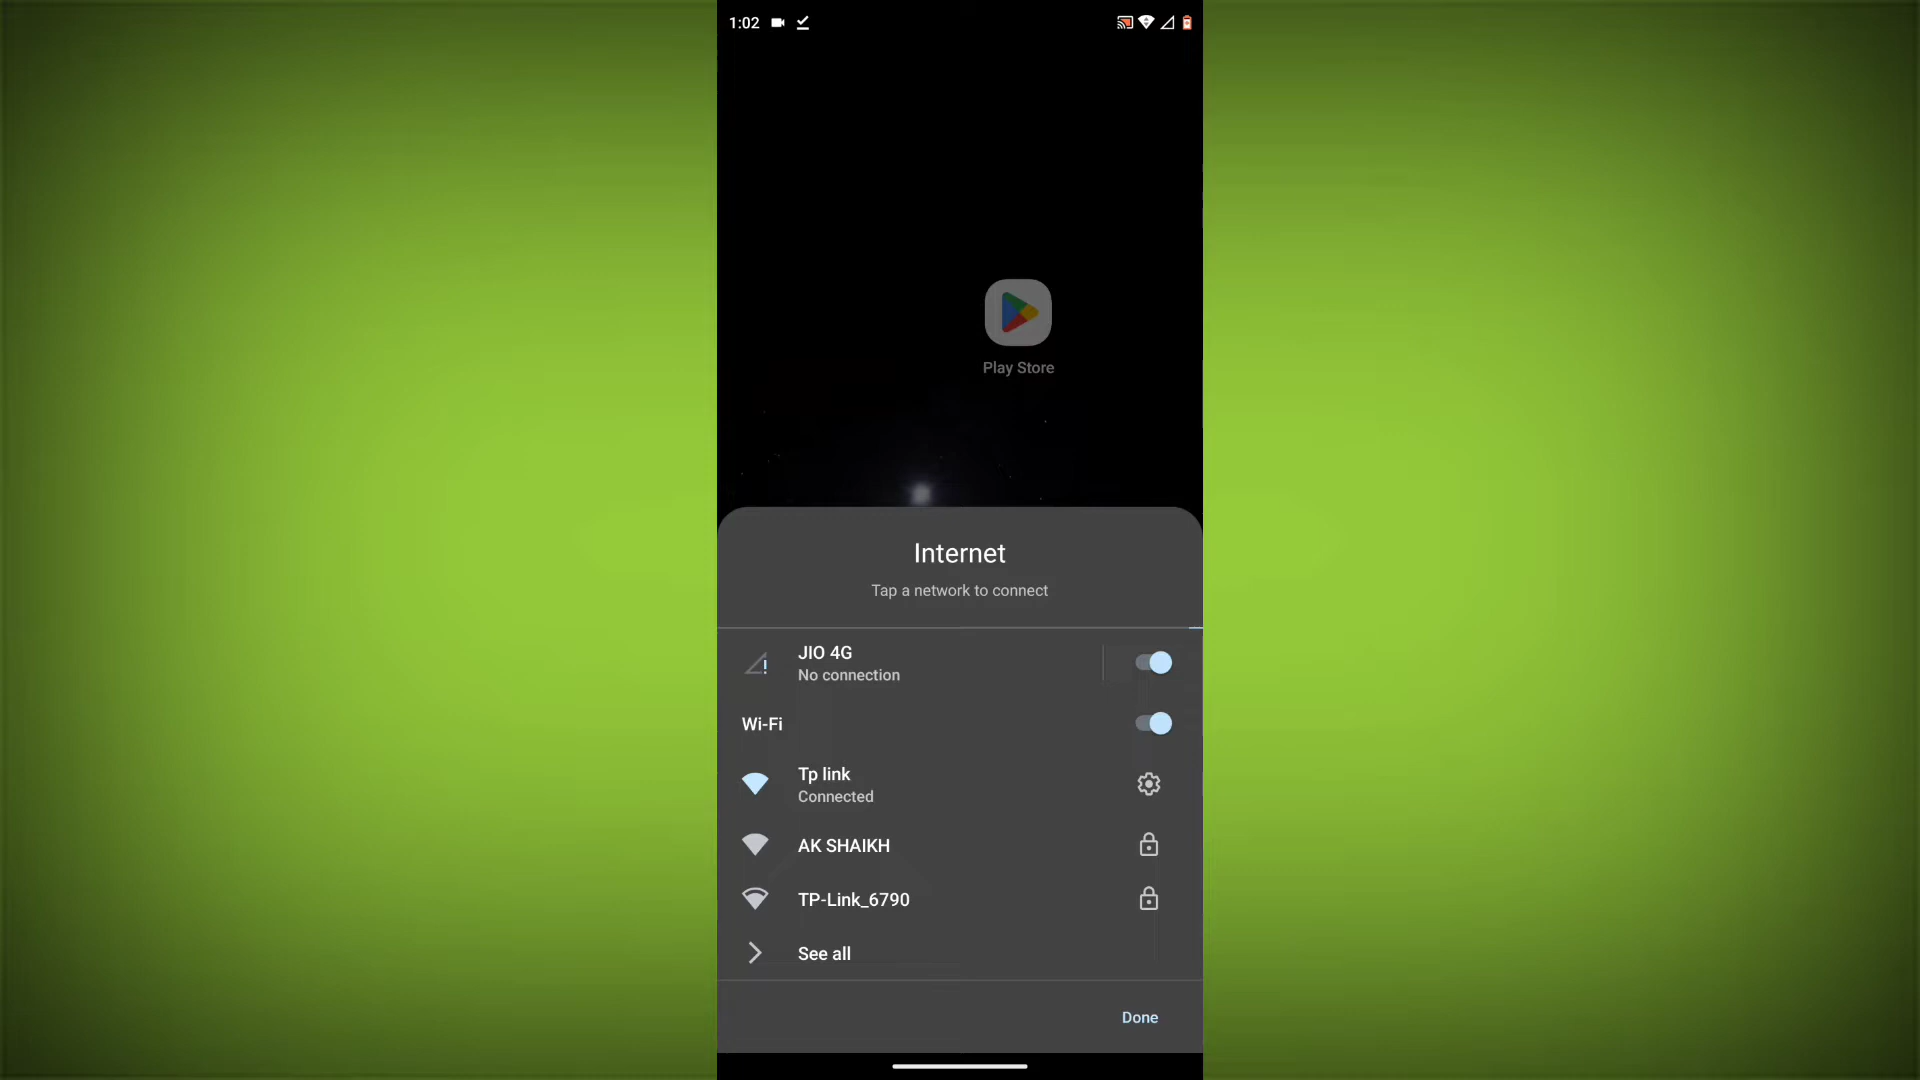 1:02
Play Store
Internet
Tap a network to connect
JIO 4G
No connection
Wi-Fi
Tp link
Connected
AK SHAIKH
TP-Link_6790
See all
Done